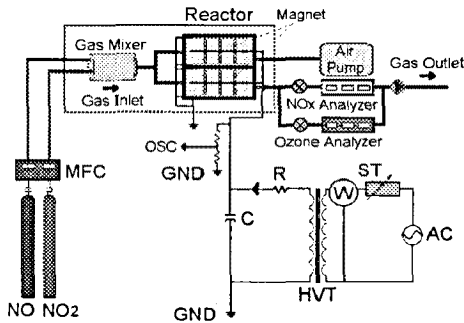 Reactor
Magnet
Gas Mixer
Gas Inlet
Air
Pump
Gas Outlet
NOx Analyzer
Ozone Analyzer
OSC
GND
MFC
R
C
ST
W
AC
HVT
NO
NO2
GND